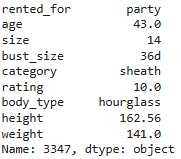 rented_for party
age 43.0
size 14
bust_size 36d
category sheath
rating 10.0
body_type hourglass
height 162.56
weight 141.0
Name: 3347, dtype: object